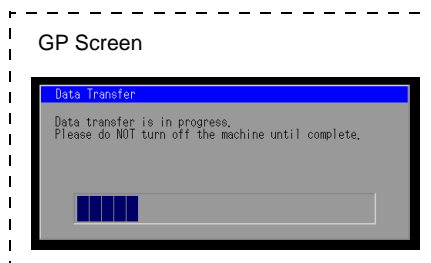 GP Screen
Data Transfer
Data transfer is in progress.
Please do NOT turn off the machine until complete.